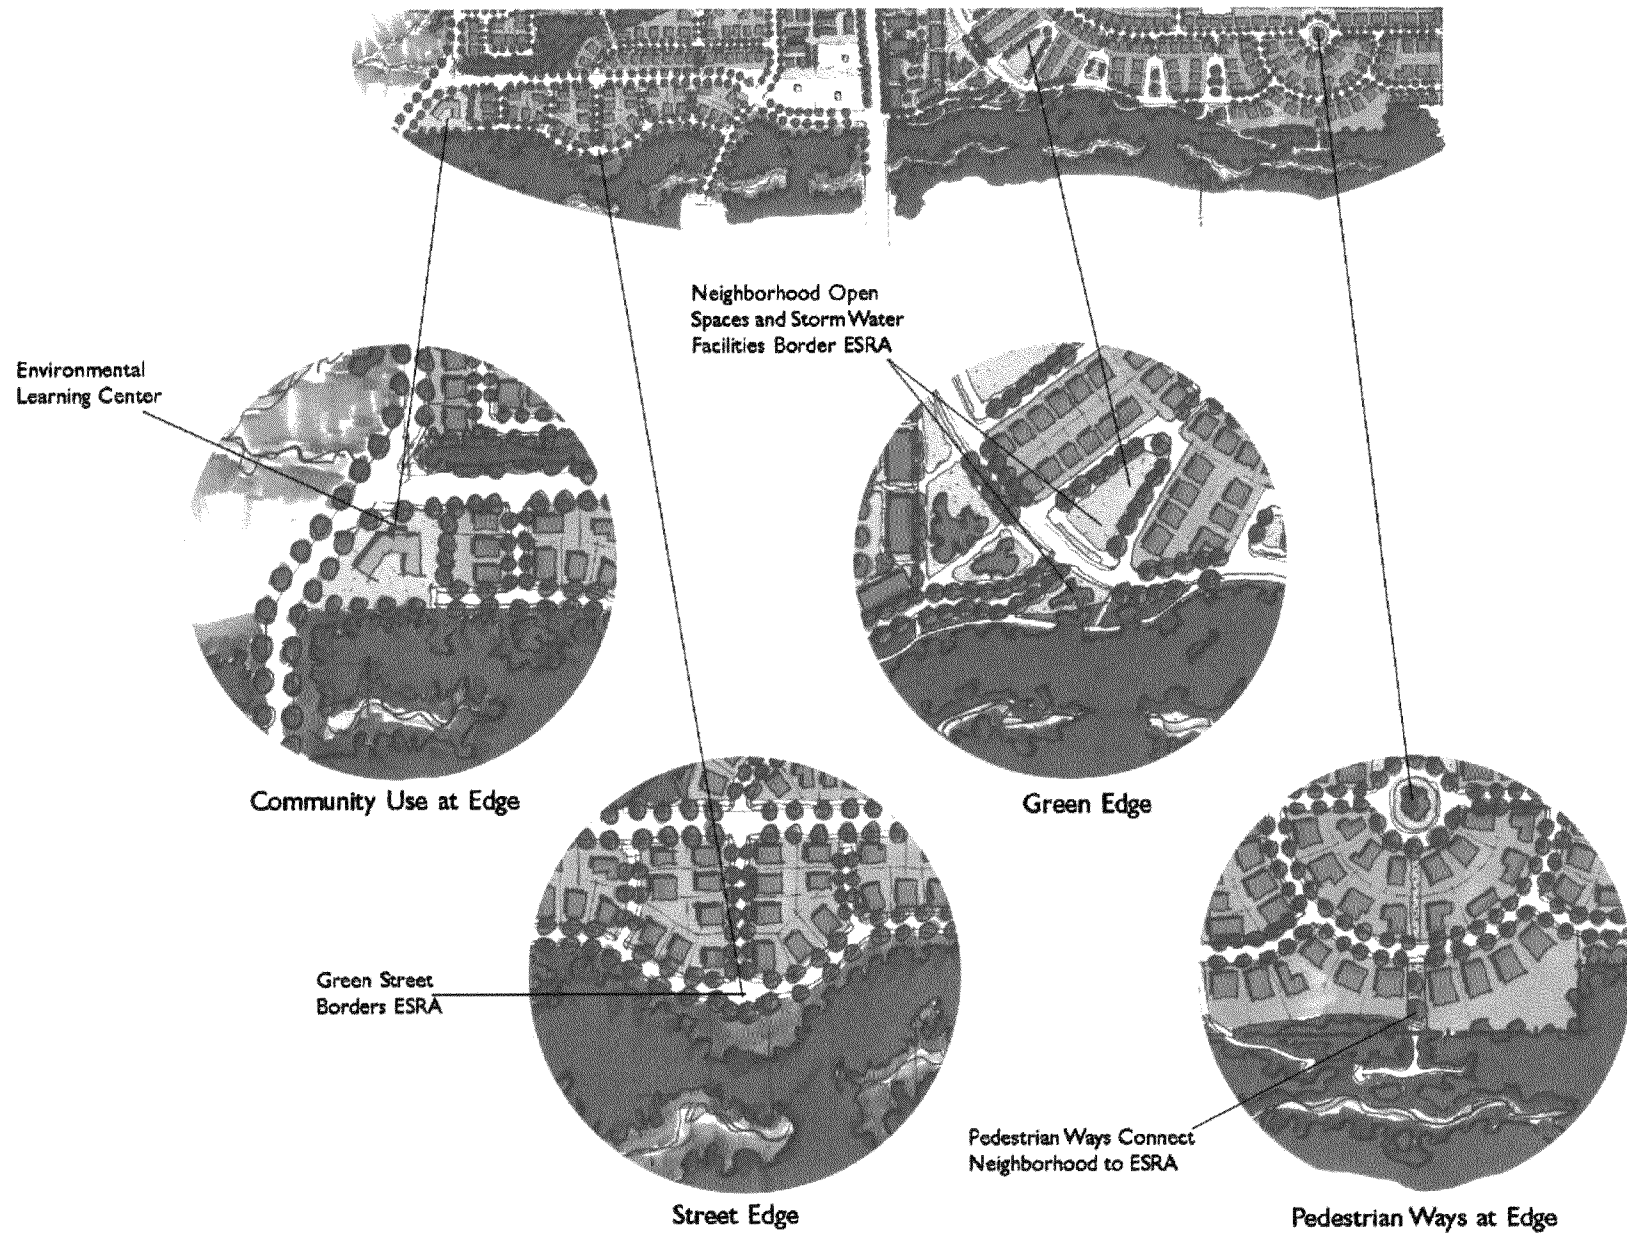 Neighborhood Open
Spaces and Storm Water
Facilities Border ESRA
Environmental
Learning Center
Community Use at Edge
Green Edge
Green Street
Borders ESRA
Pedestrian Ways Connect
Neighborhood to ESRA
Street Edge
Pedestrian Ways at Edge